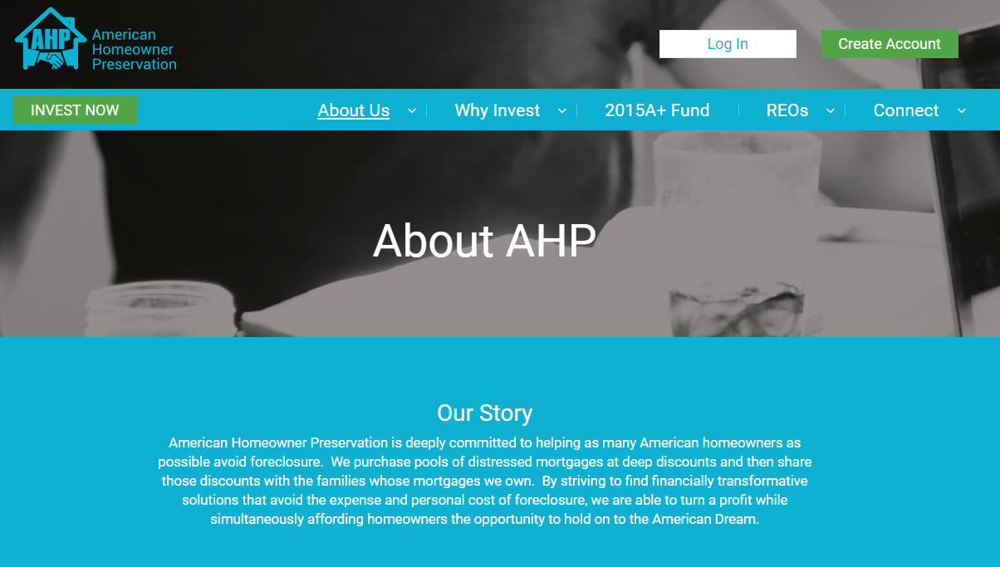 AHP
American
Homeowner
Preservation
Log In
Create Account
INVEST NOW
About Us
Why Invest
2015A+ Fund
REOs
Connect
About AHP
Our Story
American Homeowner Preservation is deeply committed to helping as many American homeowners as
possible avoid foreclosure.  We purchase pools of distressed mortgages at deep discounts and then share
those discounts with the families whose mortgages we own.  By striving to find financially transformative
solutions that avoid the expense and personal cost of foreclosure, we are able to turn a profit while
simultaneously affording homeowners the opportunity to hold on to the American Dream.